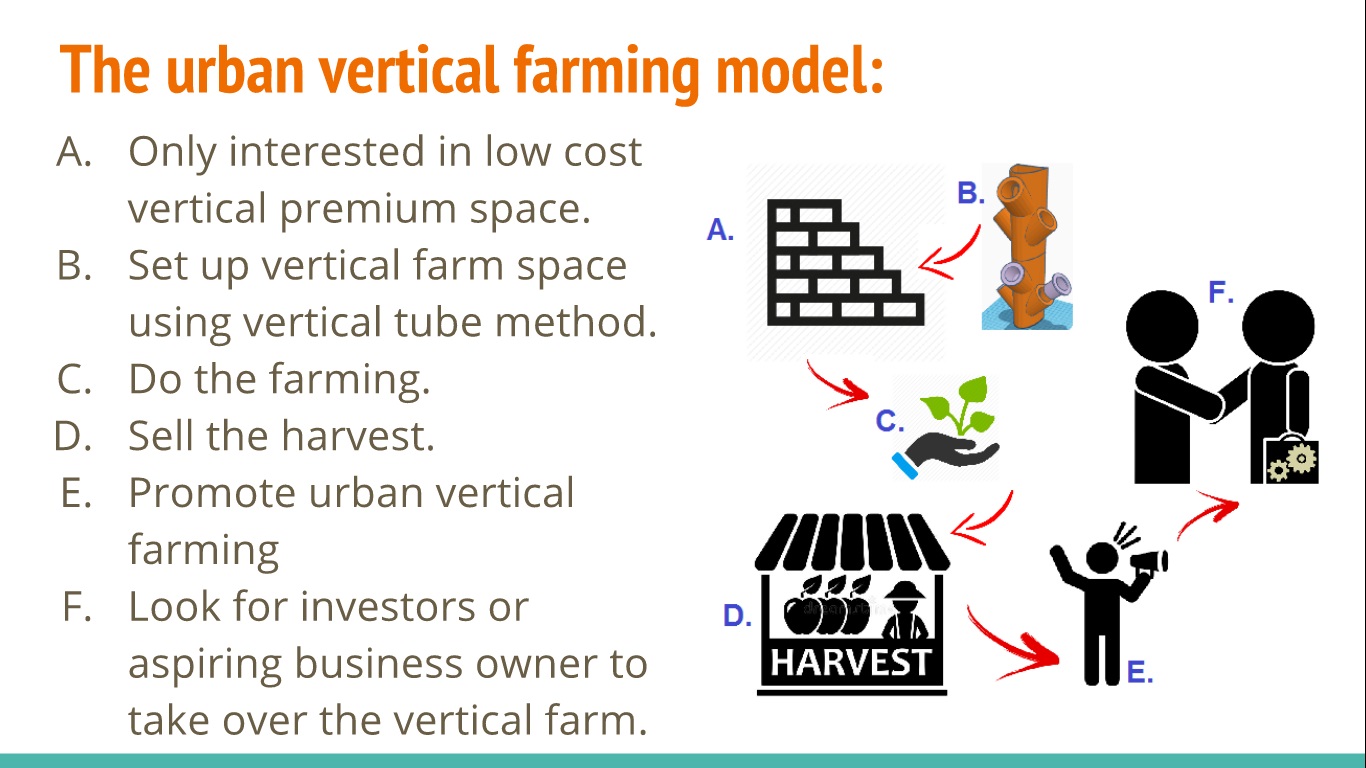 The urban vertical farming model:
A. Only interested in low cost
vertical premium space.
B. Set up vertical farm space
using vertical tube method.
C. Do the farming.
D. Sell the harvest.
E. Promote urban vertical
farming
F. Look for investors or
aspiring business owner to
take over the vertical farm.
A.
B.
C.
D.
HARVEST
E.
F.